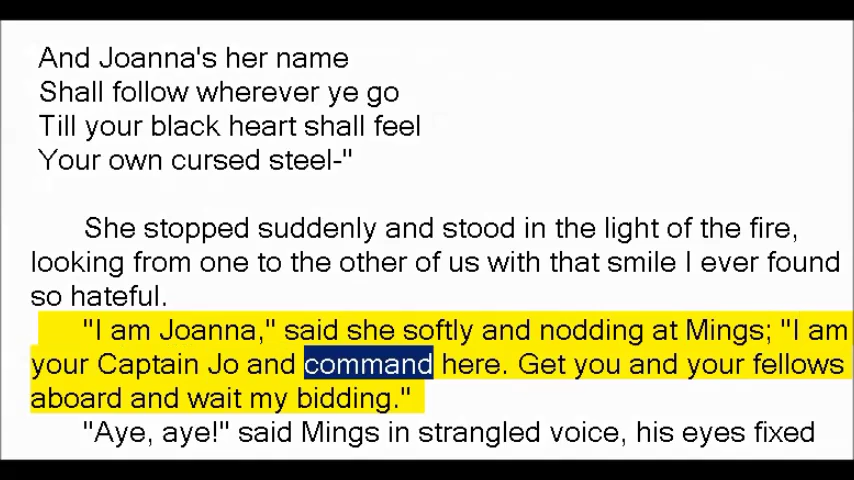 And Joanna's her name
Shall follow wherever ye go
Till your black heart shall feel
Your own cursed steel-"
She stopped suddenly and stood in the light of the fire,
looking from one to the other of us with that smile I ever found
so hateful.
"I am Joanna," said she softly and nodding at Mings; "I am
your Captain Jo and command here. Get you and your fellows
aboard and wait my bidding."
"Aye, aye!" said Mings in strangled voice, his eyes fixed